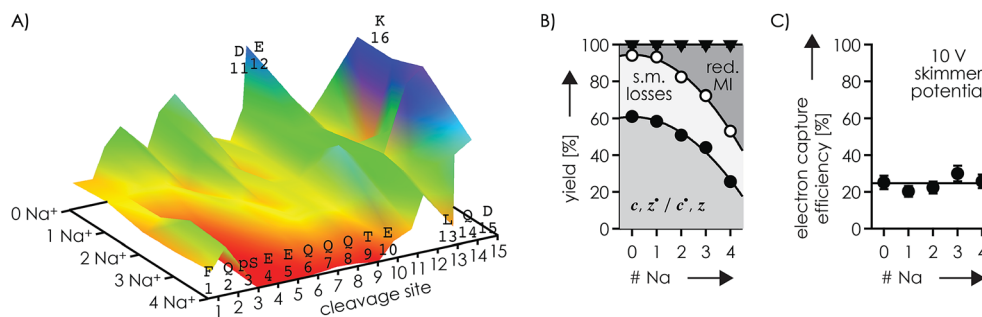 A)
K
16
D E
11 12
0 Na⁺
1 Na⁺
2 Na⁺
3 Na⁺
4 Na⁺
F Q pS E E Q Q Q T E L Q D
1 2 3 4 5 6 7 8 9 10 13 14 15
1 2 3 4 5 6 7 8 9 10 11 12 13 14 15
cleavage site
B)
yield [%]
100
80
60
40
20
0
s.m.
losses
red.
MI
c, z• / c•, z
0 1 2 3 4
# Na
C)
electron capture
efficiency [%]
100
80
60
40
20
0
10 V
skimmer
potential
0 1 2 3 4
# Na